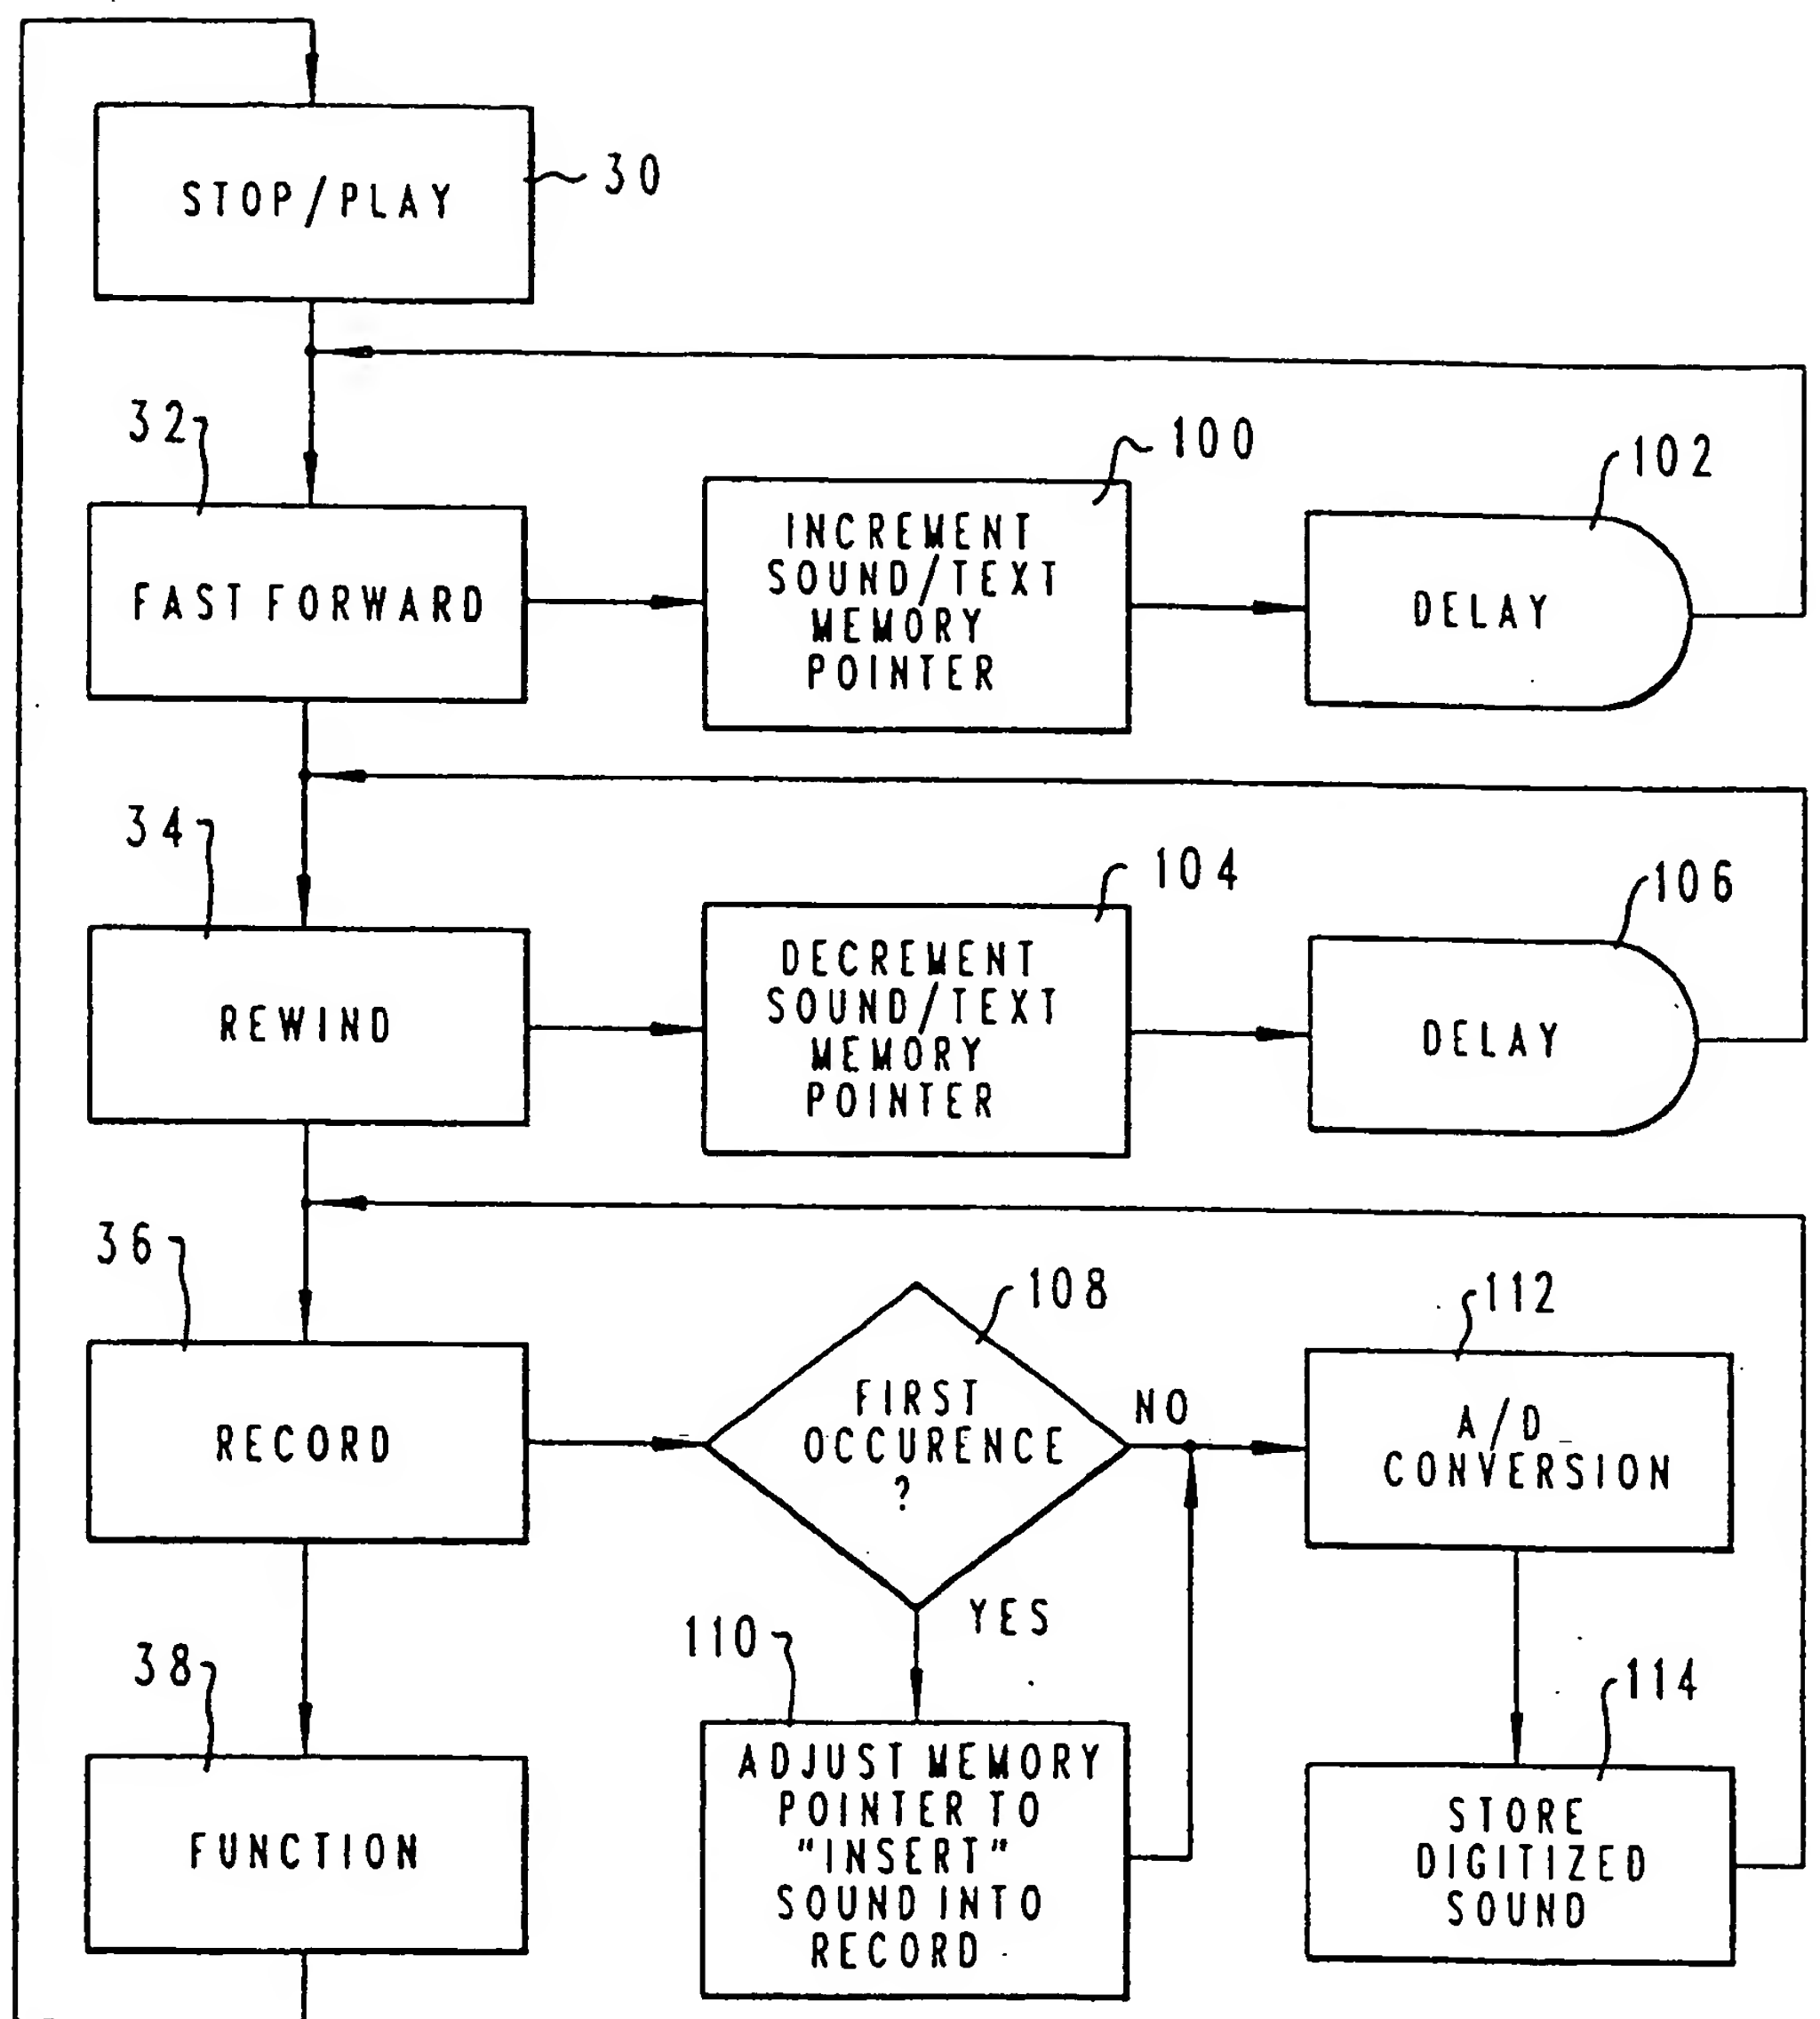 STOP/PLAY
30
32
FAST FORWARD
100
INCREMENT
SOUND/TEXT
MEMORY
POINTER
102
DELAY
34
REWIND
104
DECREMENT
SOUND/TEXT
MEMORY
POINTER
106
DELAY
36
RECORD
108
FIRST
OCCURENCE
?
NO
YES
112
A/D
CONVERSION
38
FUNCTION
110
ADJUST MEMORY
POINTER TO
"INSERT"
SOUND INTO
RECORD
114
STORE
DIGITIZED
SOUND